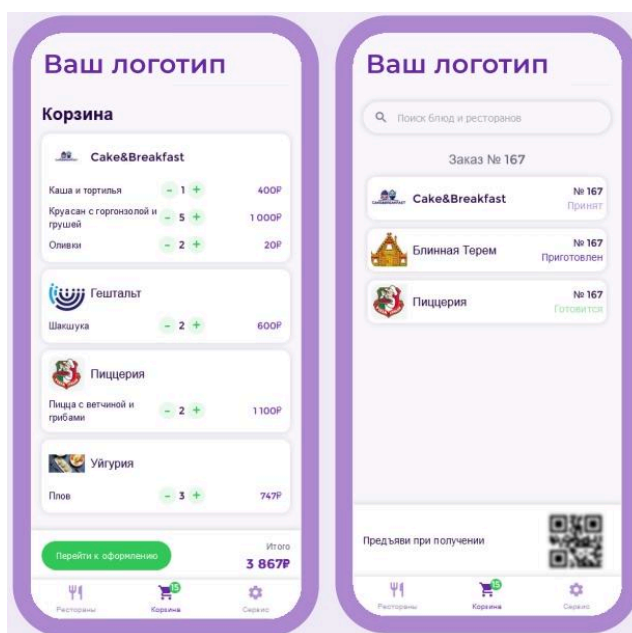 Ваш логотип
Корзина
Cake&Breakfast
Каша и тортилья - 1 + 400₽
Круасан с горгонзолой и
грушей - 5 + 1 000₽
Оливки - 2 + 20₽
Гештальт
Шакшука - 2 + 600₽
Пиццерия
Пицца с ветчиной и
грибами - 2 + 1 100₽
Уйгурия
Плов - 3 + 747₽
Перейти к оформлению
Итого
3 867₽
Рестораны
15
Корзина
Сервис
Ваш логотип
Поиск блюд и ресторанов
Заказ № 167
Cake&Breakfast
№ 167
Принят
Блинная Терем
№ 167
Приготовлен
Пиццерия
№ 167
Готовится
Предъяви при получении
Рестораны
15
Корзина
Сервис